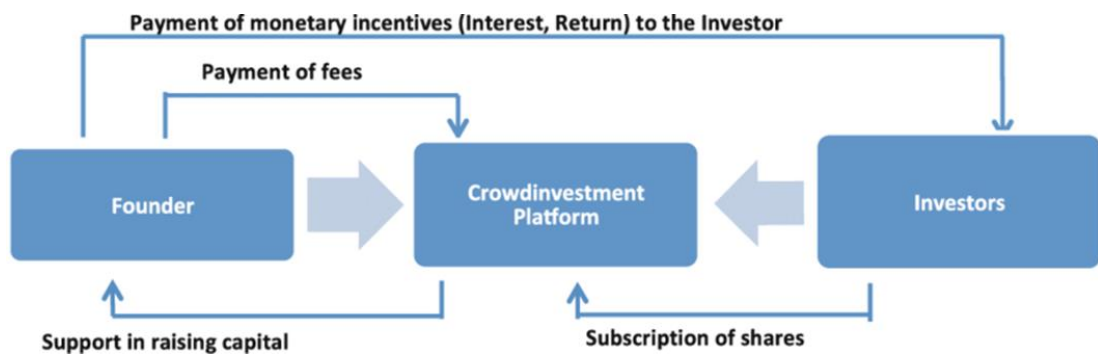 Payment of monetary incentives (Interest, Return) to the Investor
Payment of fees
Founder
Crowdinvestment
Platform
Investors
Support in raising capital
Subscription of shares